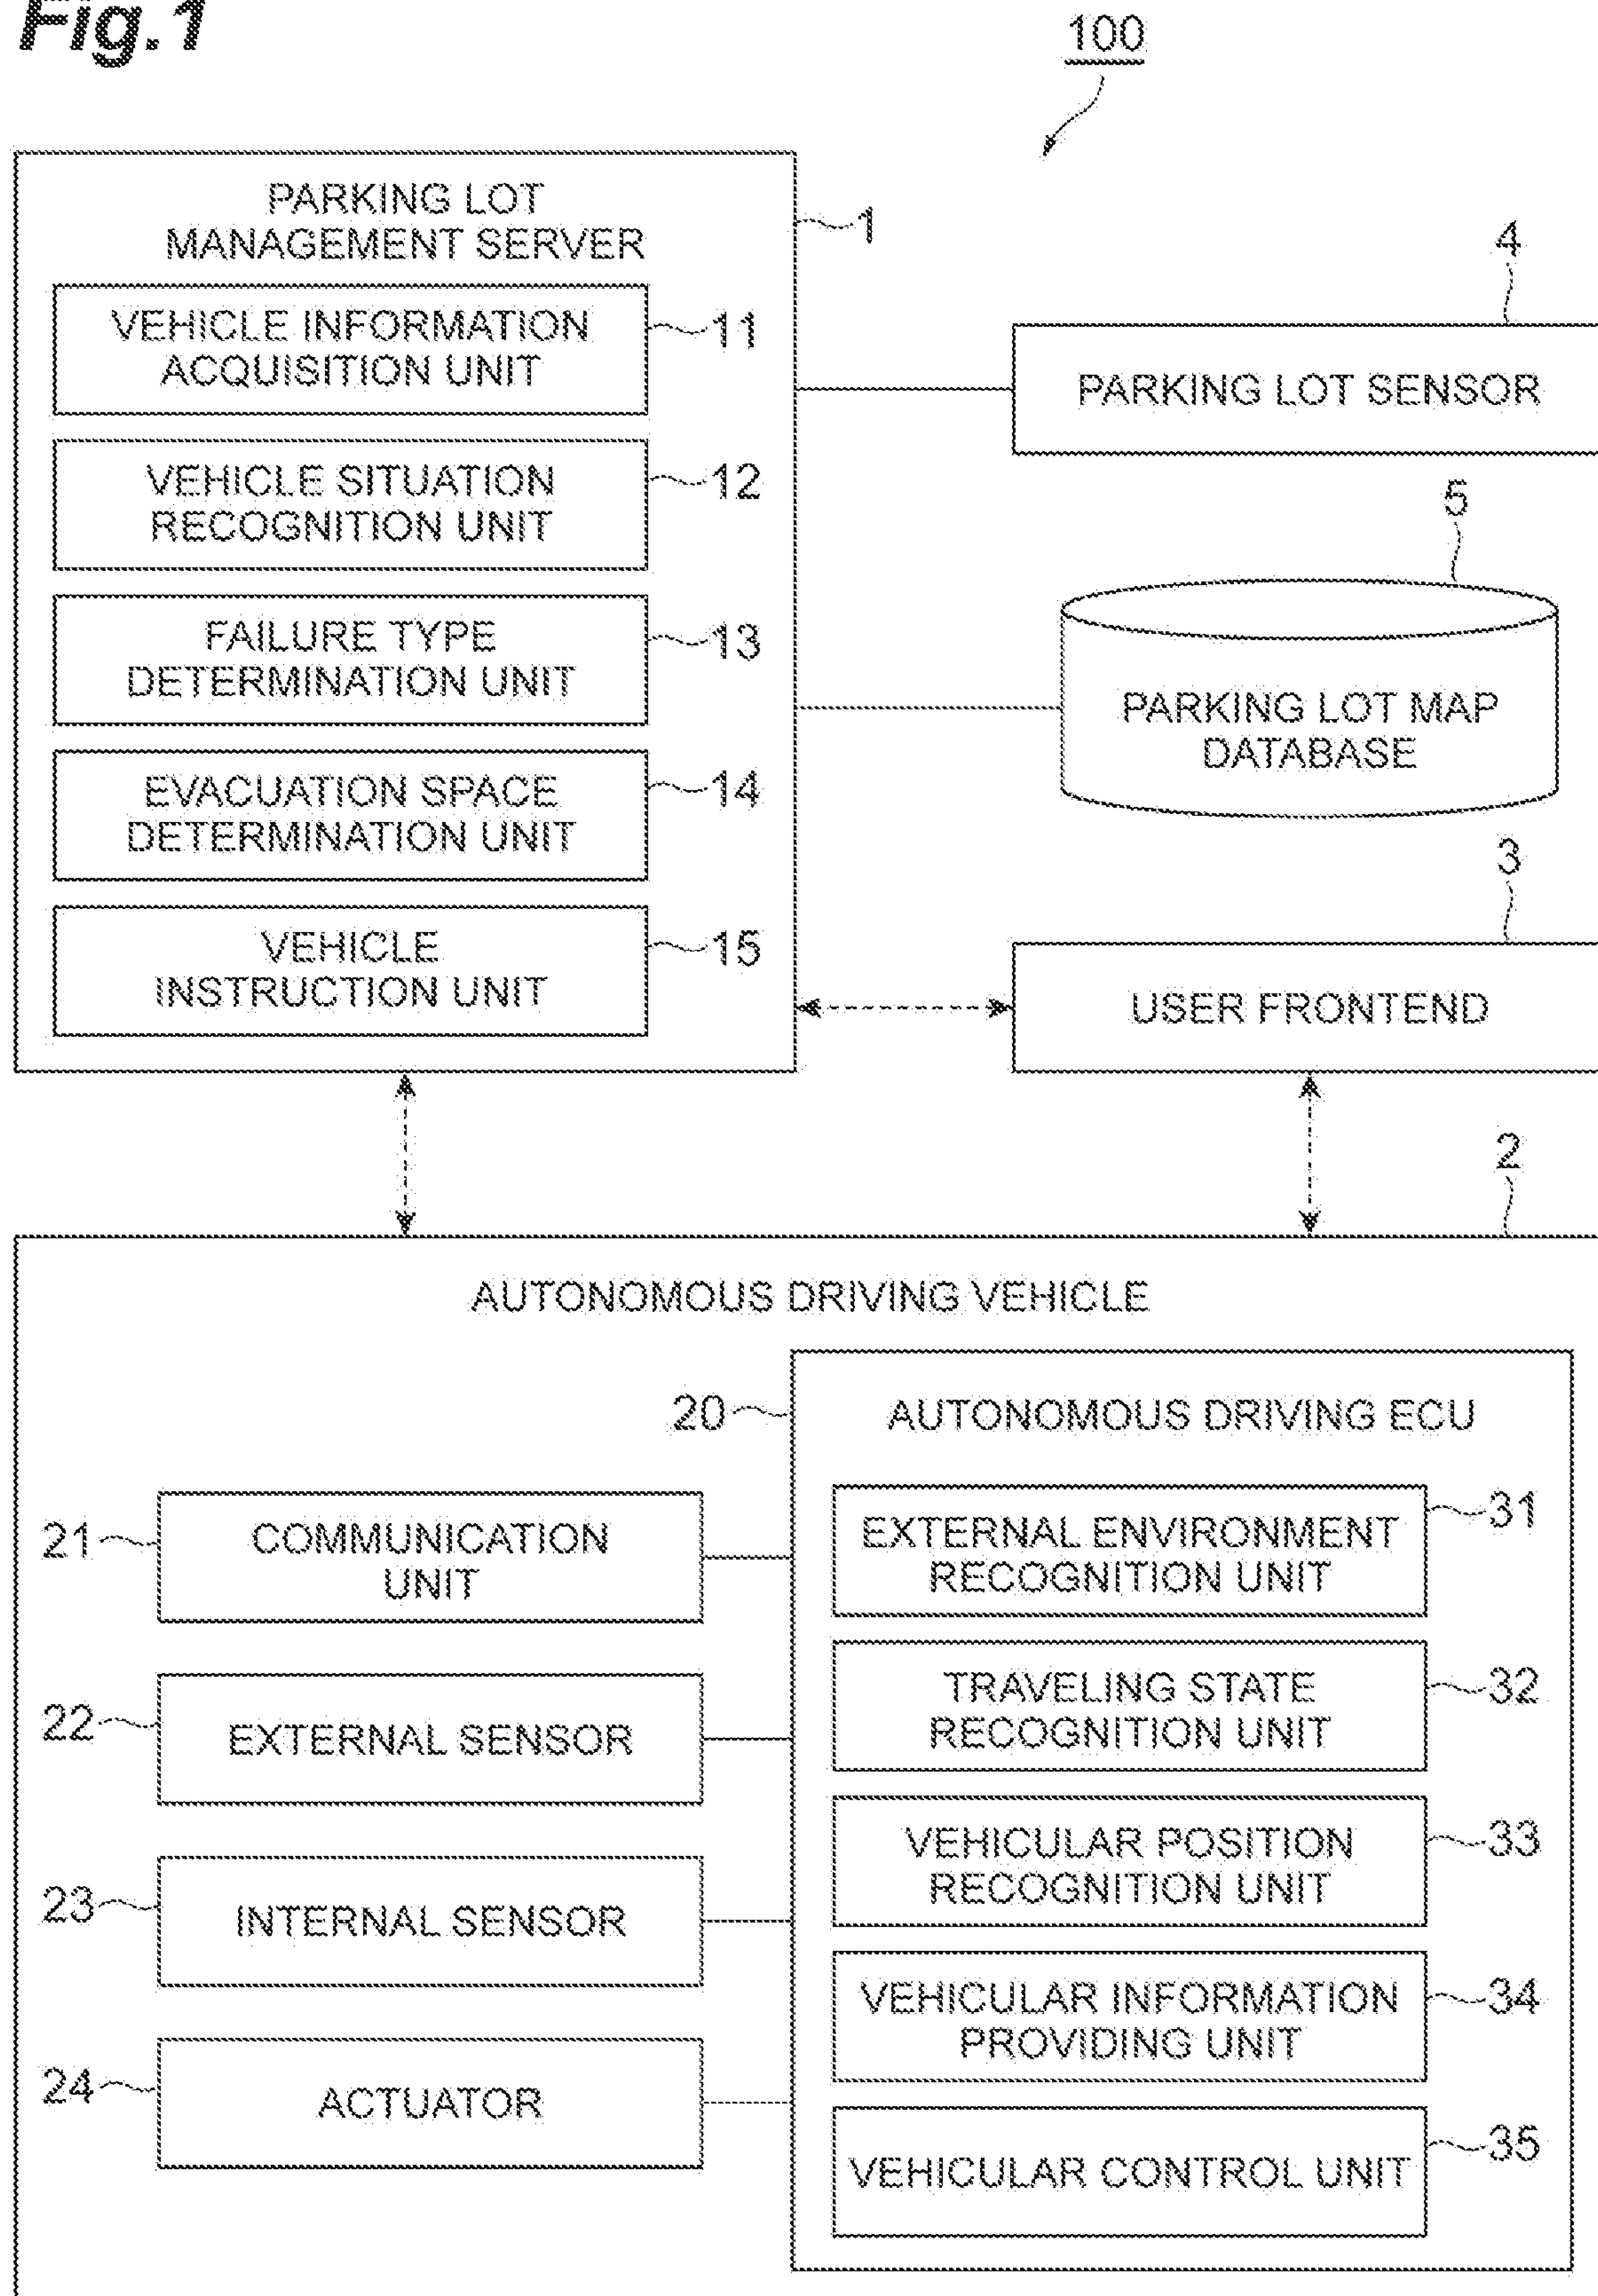 Fig.1
100
PARKING LOT
MANAGEMENT SERVER
1
VEHICLE INFORMATION
ACQUISITION UNIT
11
VEHICLE SITUATION
RECOGNITION UNIT
12
FAILURE TYPE
DETERMINATION UNIT
13
EVACUATION SPACE
DETERMINATION UNIT
14
VEHICLE
INSTRUCTION UNIT
15
4
PARKING LOT SENSOR
5
PARKING LOT MAP
DATABASE
3
USER FRONTEND
2
AUTONOMOUS DRIVING VEHICLE
20
AUTONOMOUS DRIVING ECU
21
COMMUNICATION
UNIT
22
EXTERNAL SENSOR
23
INTERNAL SENSOR
24
ACTUATOR
EXTERNAL ENVIRONMENT
RECOGNITION UNIT
31
TRAVELING STATE
RECOGNITION UNIT
32
VEHICULAR POSITION
RECOGNITION UNIT
33
VEHICULAR INFORMATION
PROVIDING UNIT
34
VEHICULAR CONTROL UNIT
35